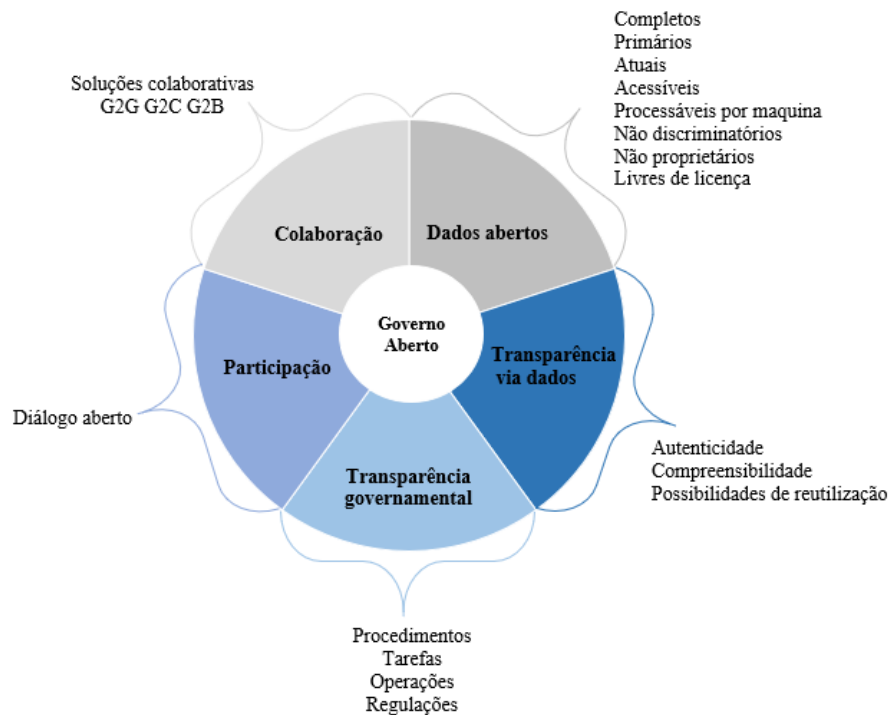 Completos
Primários
Atuais
Acessíveis
Processáveis por maquina
Não discriminatórios
Não proprietários
Livres de licença
Soluções colaborativas
G2G G2C G2B
Colaboração
Dados abertos
Governo
Aberto
Transparência
via dados
Participação
Diálogo aberto
Transparência
governamental
Autenticidade
Compreensibilidade
Possibilidades de reutilização
Procedimentos
Tarefas
Operações
Regulações